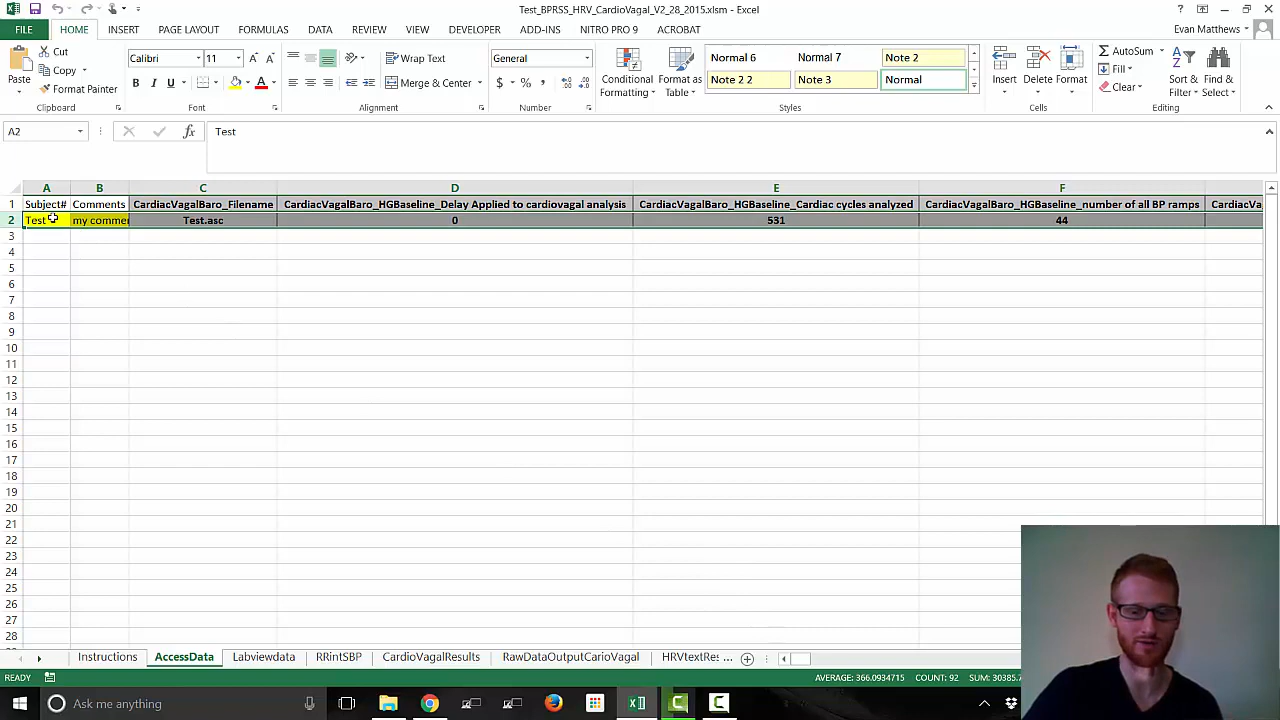 Test_BPRSS_HRV_CardioVagal_V2_28_2015.xlsm - Excel
FILE HOME INSERT PAGE LAYOUT FORMULAS DATA REVIEW VIEW DEVELOPER ADD-INS NITRO PRO 9 ACROBAT Evan Matthews
Paste Cut Copy Format Painter
Clipboard
Calibri 11
B I U
Font
Wrap Text
Merge & Center
Alignment
General
$ % ,
Number
Conditional Formatting
Format as Table
Normal 6 Normal 7 Note 2
Note 2 2 Note 3 Normal
Styles
Insert Delete Format
Cells
AutoSum
Fill
Clear
Sort & Filter
Find & Select
Editing
A2 fx Test
A B C D E F
1 Subject# Comments CardiacVagalBaro_Filename CardiacVagalBaro_HGBaseline_Delay Applied to cardiovagal analysis CardiacVagalBaro_HGBaseline_Cardiac cycles analyzed CardiacVagalBaro_HGBaseline_number of all BP ramps CardiacVa
2 Test my commen Test.asc 0 531 44
3
4
5
6
7
8
9
10
11
12
13
14
15
16
17
18
19
20
21
22
23
24
25
26
27
28
Instructions AccessData Labviewdata RRintSBP CardioVagalResults RawDataOutputCarioVagal HRVtextRes ...
READY AVERAGE: 366.0934715 COUNT: 92 SUM: 30385.7
Ask me anything